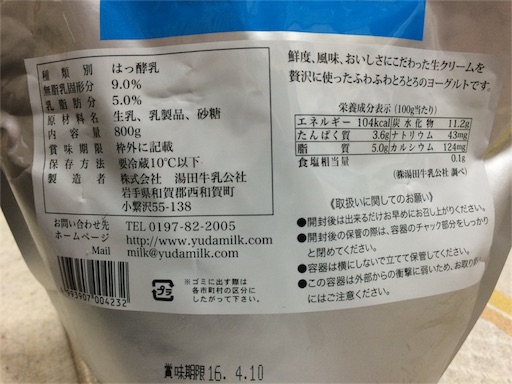 種類別 はっ酵乳
無脂乳固形分 9.0%
乳脂肪分 5.0%
原材料名 生乳、乳製品、砂糖
内容量 800g
賞味期限 枠外に記載
保存方法 要冷蔵10℃以下
製造者 株式会社 湯田牛乳公社
岩手県和賀郡西和賀町
小繋沢55-138
お問い合わせ先 TEL 0197-82-2005
ホームページ http://www.yudamilk.com
Mail milk@yudamilk.com
鮮度、風味、おいしさにこだわった生クリームを
贅沢に使ったふわふわとろとろのヨーグルトです。
栄養成分表示(100g当たり)
エネルギー 104kcal 炭水化物 11.2g
たんぱく質 3.6g ナトリウム 43mg
脂質 5.0g カルシウム 124mg
食塩相当量 0.1g
(㈱湯田牛乳公社 調べ)
《取扱いに関してのお願い》
●開封後は出来るだけお早めにお召し上がりください。
●開封後の保管の際は、容器のチャック部分をしっかり
と閉めてください。
●容器は横にしないで立てて保管してください。
●この容器は外部からの衝撃に弱いため、お取り扱い
にはご注意ください。
プラ
※ゴミに出す際は
各市町村の区分に
したがって下さい。
993907 004232
賞味期限16.4.10